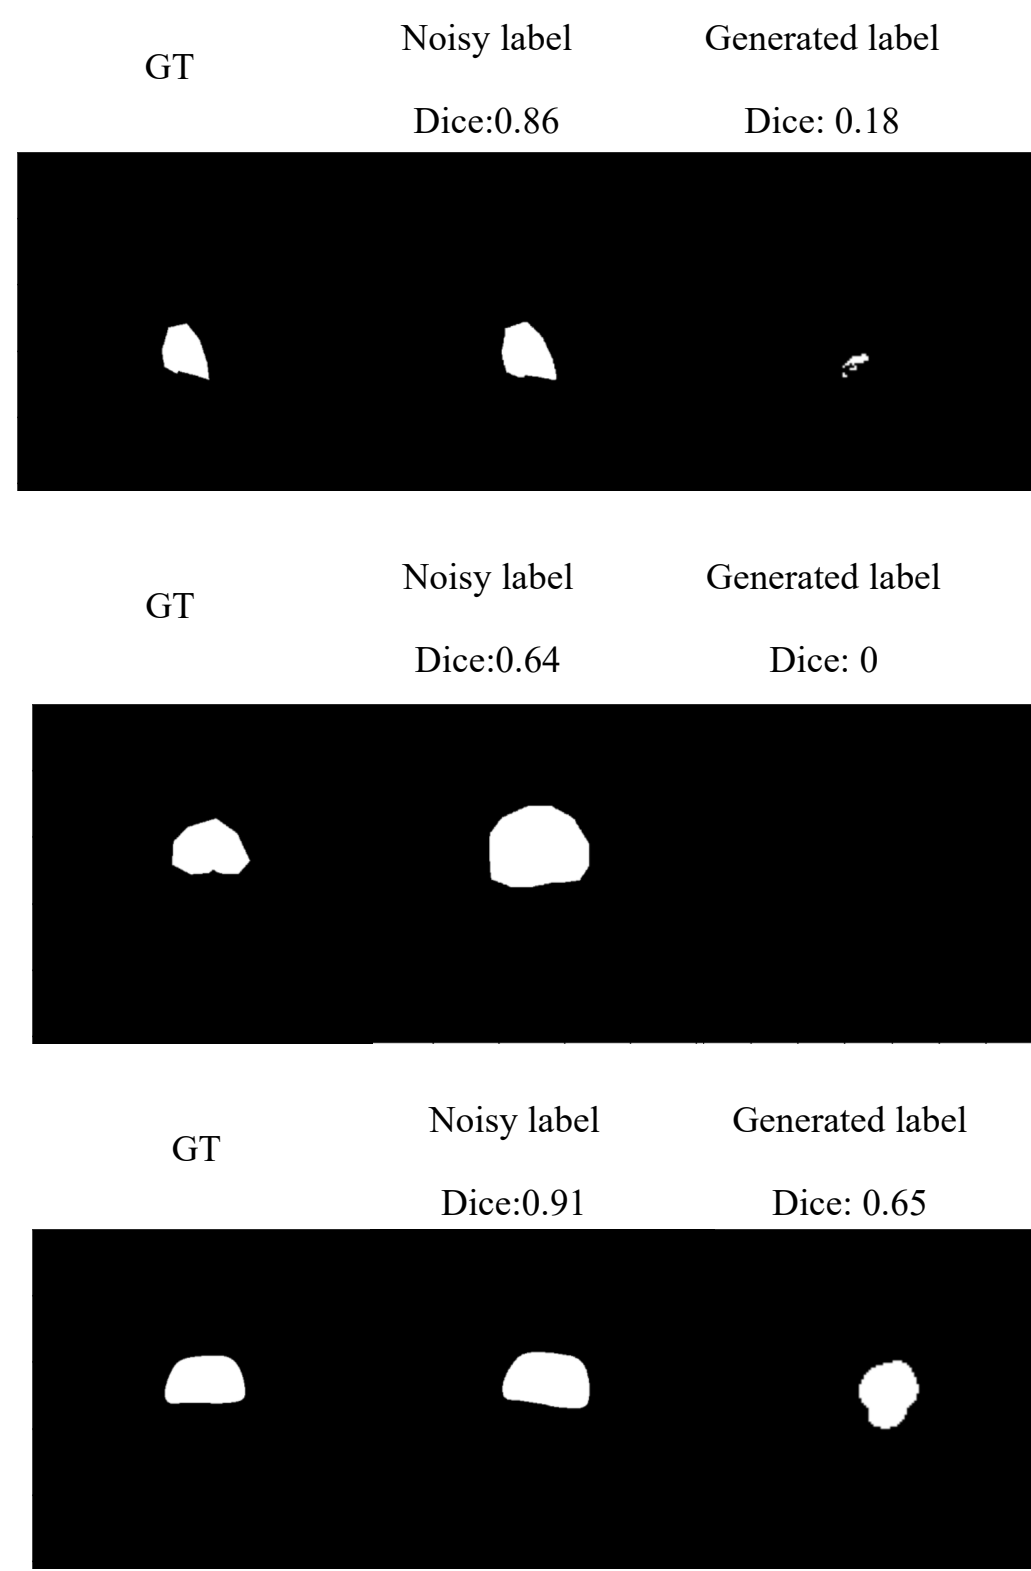 GT
Noisy label
Dice:0.86
Generated label
Dice: 0.18
GT
Noisy label
Dice:0.64
Generated label
Dice: 0
GT
Noisy label
Dice:0.91
Generated label
Dice: 0.65